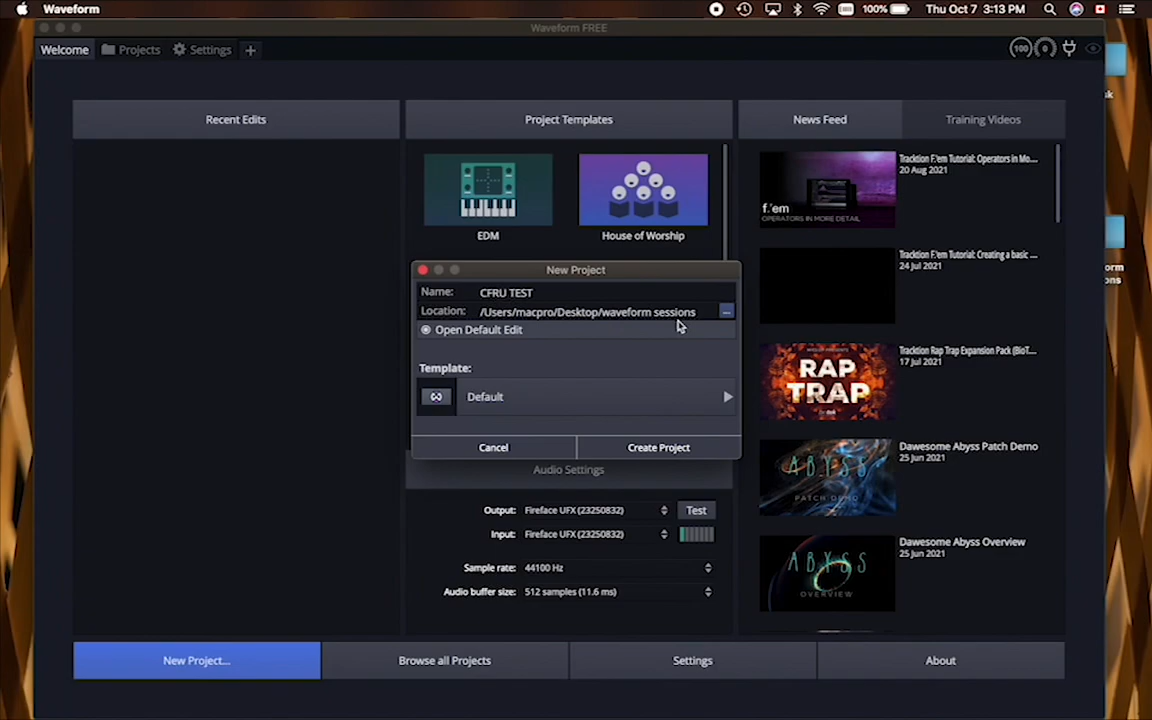 Waveform
100%
Thu Oct 7 3:13 PM
Waveform FREE
Welcome
Projects
Settings
+
100
0
Recent Edits
Project Templates
News Feed
Training Videos
EDM
House of Worship
f.'em
OPERATORS IN MORE DETAIL
Tracktion F.'em Tutorial: Operators in Mo...
20 Aug 2021
Tracktion F.'em Tutorial: Creating a basic ...
24 Jul 2021
RAP
TRAP
Tracktion Rap Trap Expansion Pack (BioT...
17 Jul 2021
ABYSS
PATCH DEMO
Dawesome Abyss Patch Demo
25 Jun 2021
ABYSS
OVERVIEW
Dawesome Abyss Overview
25 Jun 2021
New Project
Name: CFRU TEST
Location: /Users/macpro/Desktop/waveform sessions ...
Open Default Edit
Template:
Default
Cancel
Create Project
Audio Settings
Output: Fireface UFX (23250832)
Test
Input: Fireface UFX (23250832)
Sample rate: 44100 Hz
Audio buffer size: 512 samples (11.6 ms)
New Project...
Browse all Projects
Settings
About